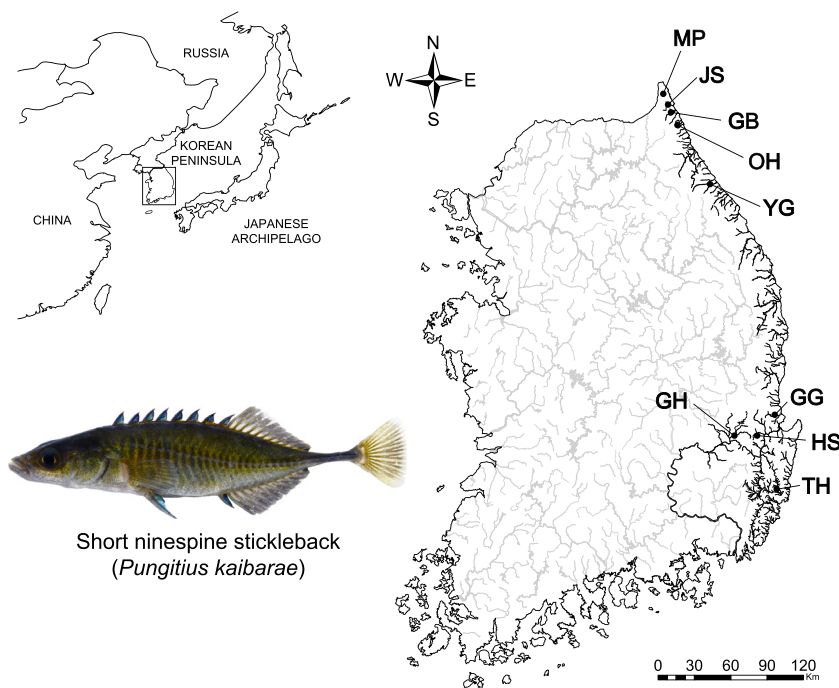 RUSSIA
KOREAN
PENINSULA
CHINA
JAPANESE
ARCHIPELAGO
N
W
E
S
MP
JS
GB
OH
YG
GG
GH
HS
TH
Short ninespine stickleback
(Pungitius kaibarae)
0 30 60 90 120
Km